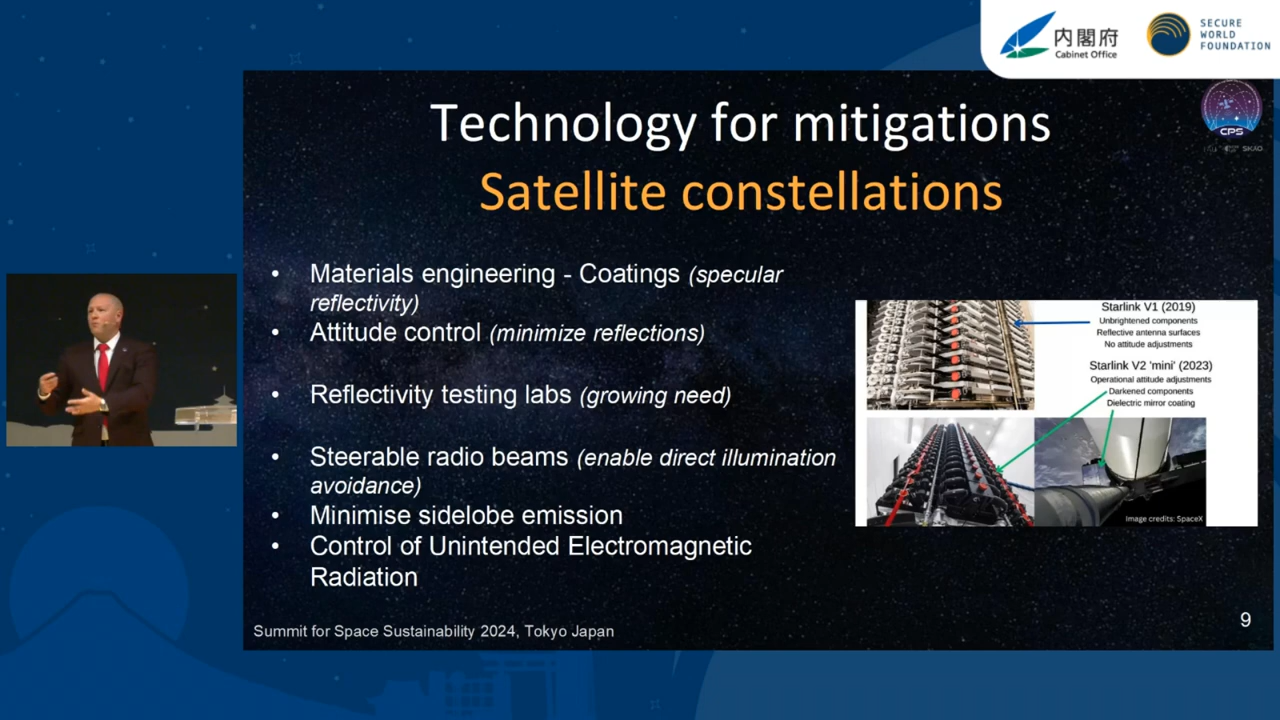 内閣府
Cabinet Office
SECURE
WORLD
FOUNDATION
CPS
SKAO
Technology for mitigations
Satellite constellations
• Materials engineering - Coatings (specular
reflectivity)
• Attitude control (minimize reflections)
• Reflectivity testing labs (growing need)
• Steerable radio beams (enable direct illumination
avoidance)
• Minimise sidelobe emission
• Control of Unintended Electromagnetic
Radiation
Starlink V1 (2019)
Unbrightened components
Reflective antenna surfaces
No attitude adjustments
Starlink V2 'mini' (2023)
Operational attitude adjustments
Darkened components
Dielectric mirror coating
Image credits: SpaceX
Summit for Space Sustainability 2024, Tokyo Japan
9